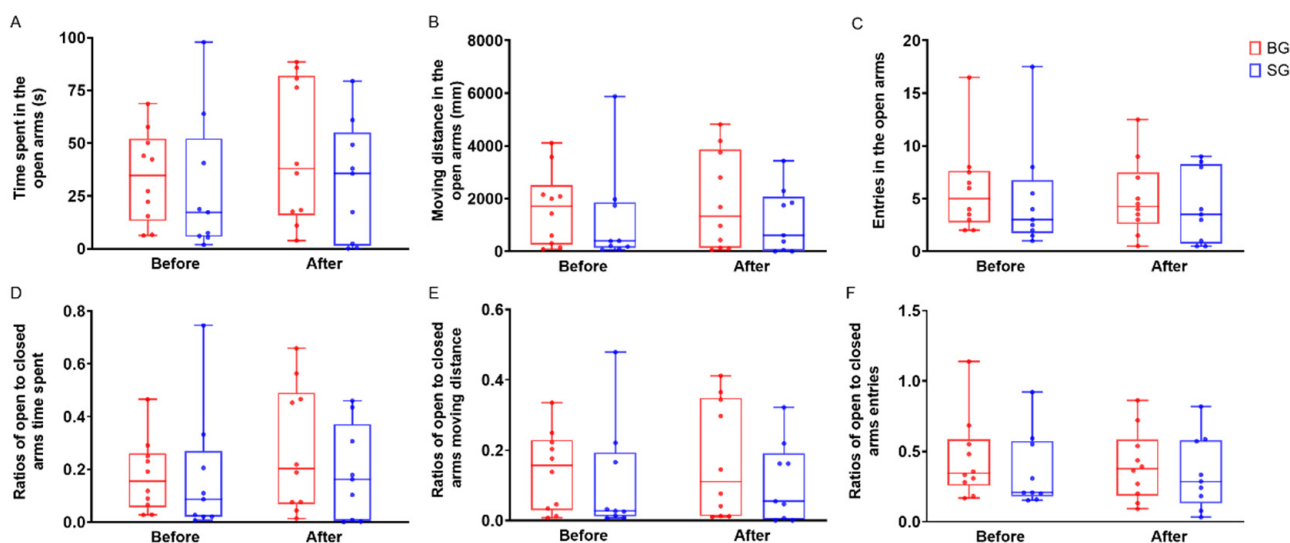 A
Time spent in the
open arms (s)
100
75
50
25
0
Before
After
B
Moving distance in the
open arms (mm)
8000
6000
4000
2000
0
Before
After
C
Entries in the open arms
20
15
10
5
0
Before
After
BG
SG
D
Ratios of open to closed
arms time spent
0.8
0.6
0.4
0.2
0.0
Before
After
E
Ratios of open to closed
arms moving distance
0.6
0.4
0.2
0.0
Before
After
F
Ratios of open to closed
arms entries
1.5
1.0
0.5
0.0
Before
After